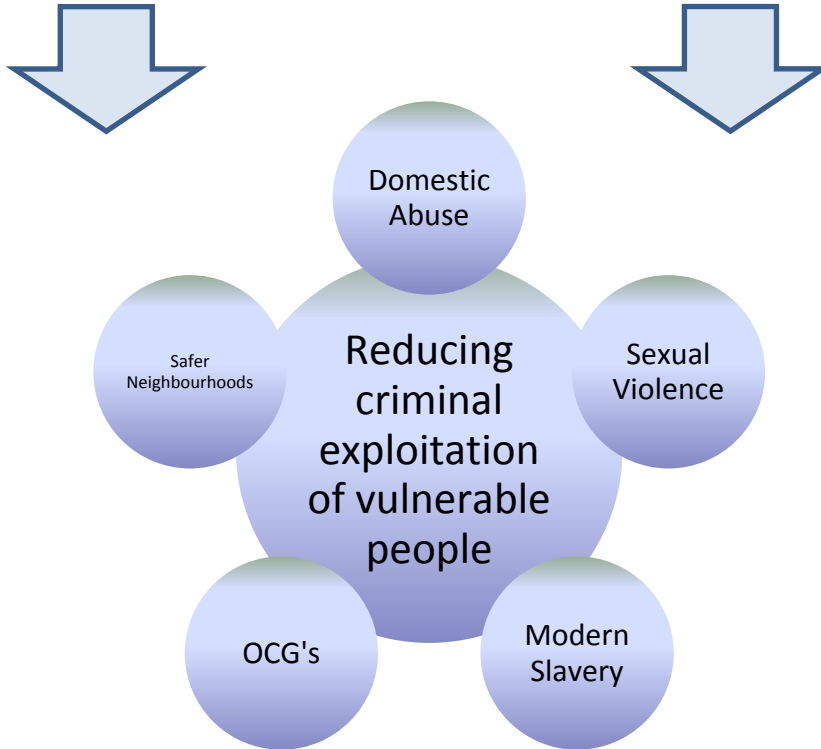 Domestic
Abuse
Safer
Neighbourhoods
Reducing
criminal
exploitation
of vulnerable
people
Sexual
Violence
OCG's
Modern
Slavery